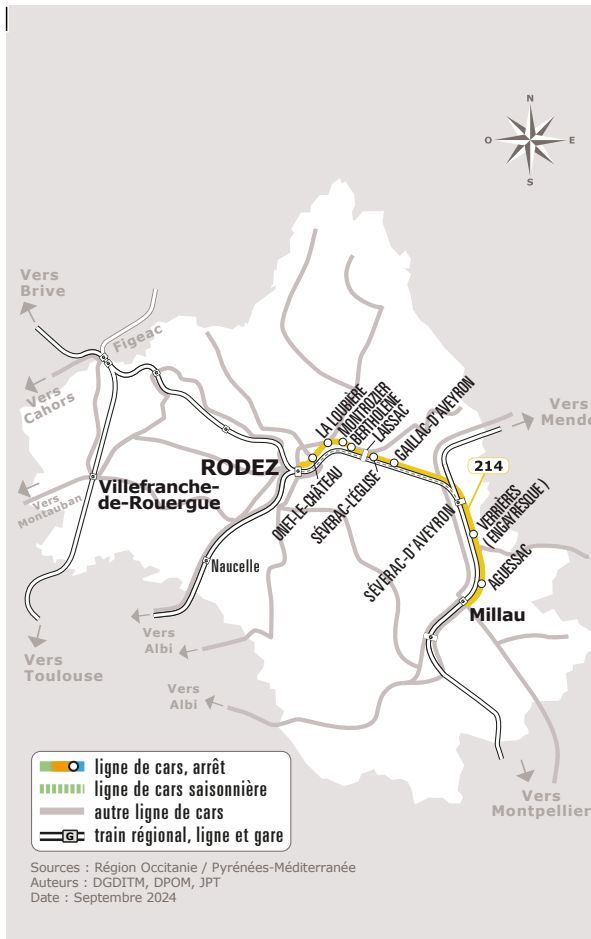 N
O
E
S
Vers
Brive
Figeac
Vers
Cahors
Vers
Mende
LA LOUBIÈRE
MONTROZIER
BERTHOLÈNE
LAISSAC
GAILLAC-D'AVEYRON
214
RODEZ
Villefranche-
de-Rouergue
Vers
Montauban
ONET-LE-CHÂTEAU
SÉVERAC-L'ÉGLISE
SÉVERAC-D'AVEYRON
VERRIÈRES
(ENGAYRESQUE )
AGUESSAC
Naucelle
Millau
Vers
Albi
Vers
Toulouse
Vers
Albi
Vers
Montpellier
ligne de cars, arrêt
ligne de cars saisonnière
autre ligne de cars
G train régional, ligne et gare
Sources : Région Occitanie / Pyrénées-Méditerranée
Auteurs : DGDITM, DPOM, JPT
Date : Septembre 2024